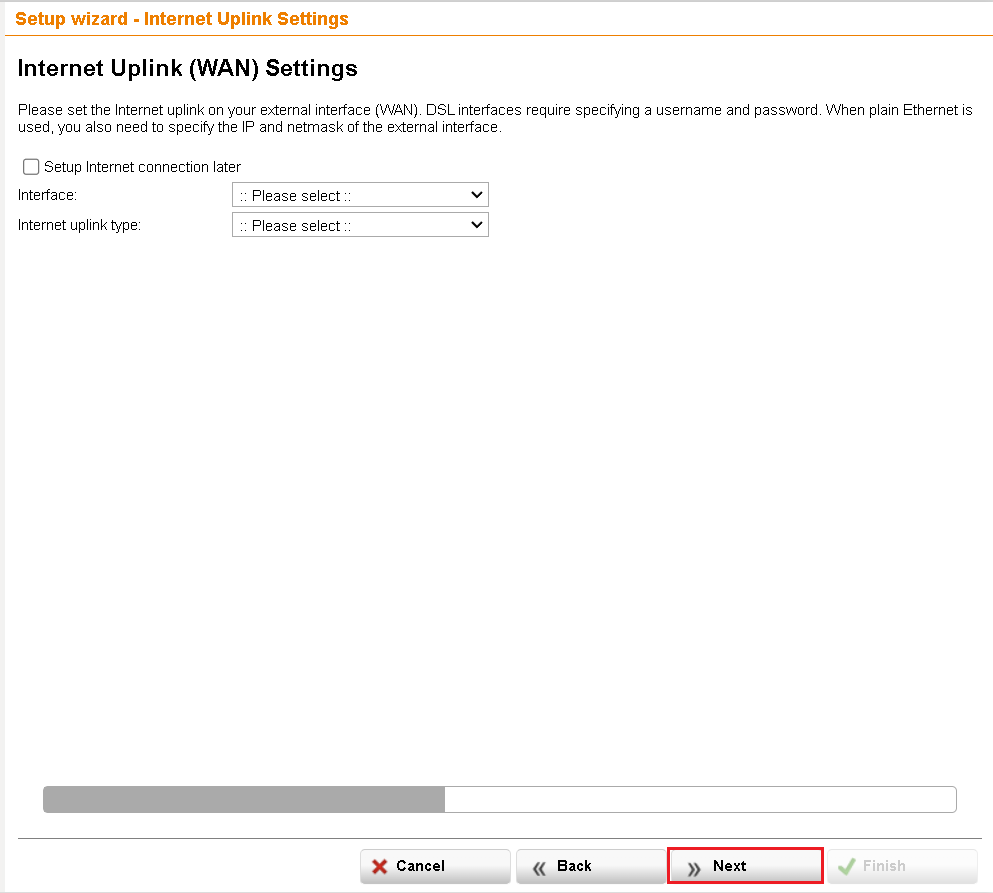 Setup wizard - Internet Uplink Settings
Internet Uplink (WAN) Settings
Please set the Internet uplink on your external interface (WAN). DSL interfaces require specifying a username and password. When plain Ethernet is
used, you also need to specify the IP and netmask of the external interface.
Setup Internet connection later
Interface: :: Please select ::
Internet uplink type: :: Please select ::
Cancel Back Next Finish